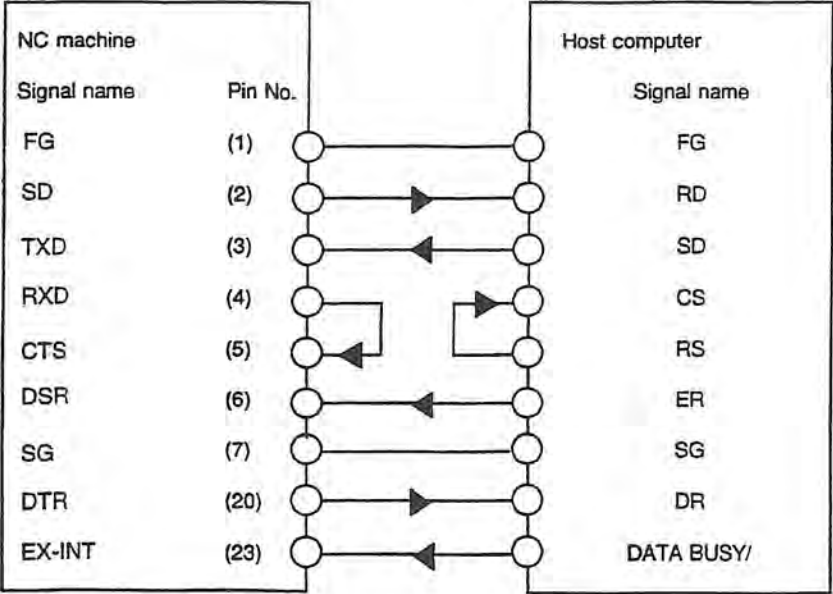 NC machine Host computer
Signal name Pin No. Signal name
FG (1) FG
SD (2) RD
TXD (3) SD
RXD (4) CS
CTS (5) RS
DSR (6) ER
SG (7) SG
DTR (20) DR
EX-INT (23) DATA BUSY/